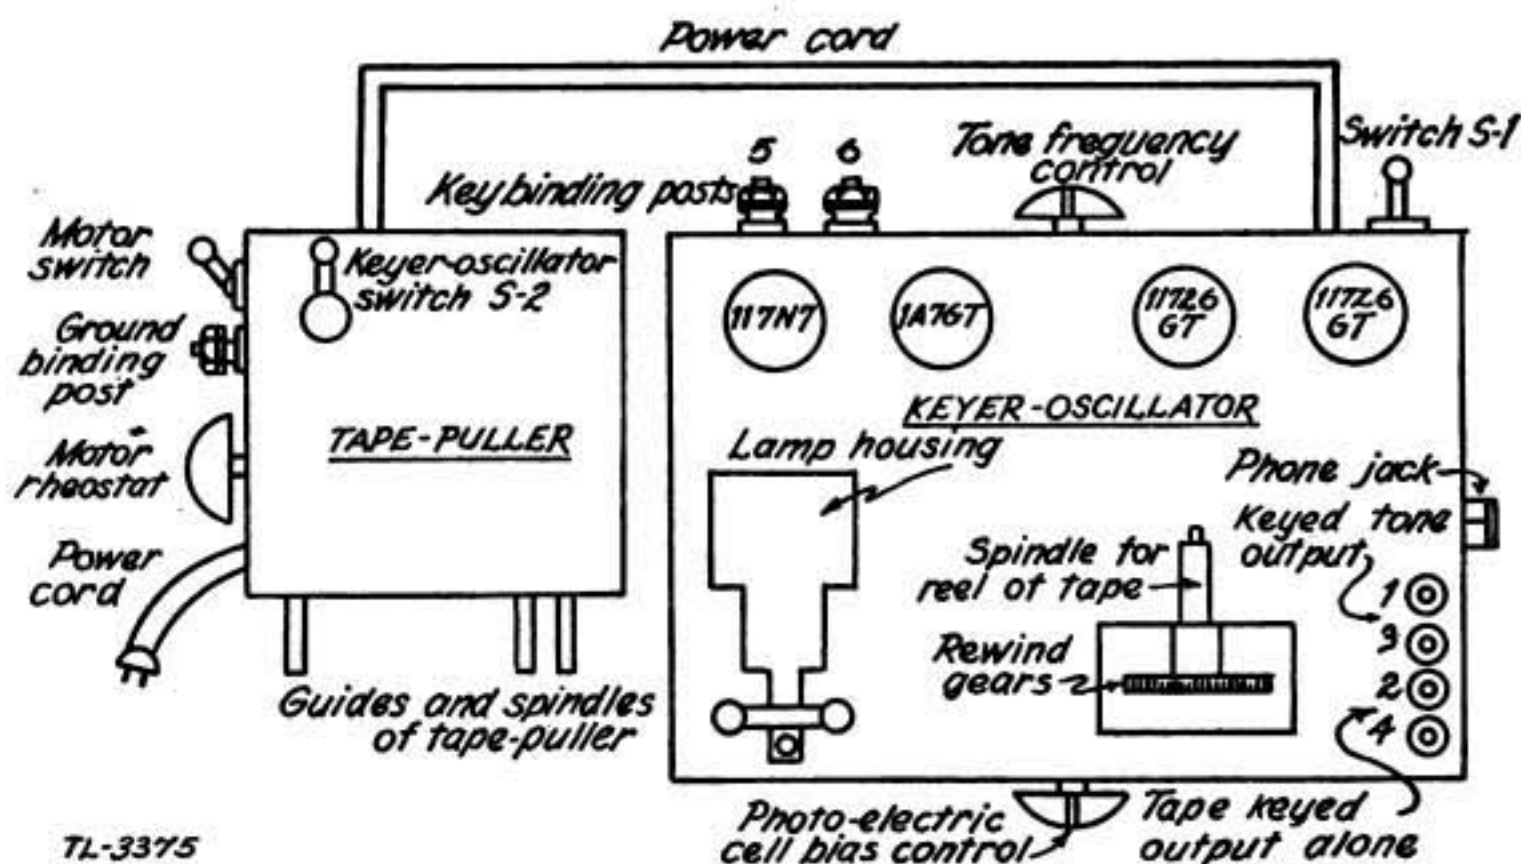 Power cord
5 6
Tone frequency
control
Switch S-1
Key binding posts
Motor
switch
Keyer-oscillator
switch S-2
Ground
binding
post
117N7
1A7GT
117Z6
GT
117Z6
GT
KEYER-OSCILLATOR
TAPE-PULLER
Lamp housing
Motor
rheostat
Phone jack
Keyed tone
output
Power
cord
Spindle for
reel of tape
1
3
2
4
Rewind
gears
Guides and spindles
of tape-puller
Photo-electric
cell bias control
Tape keyed
output alone
TL-3375